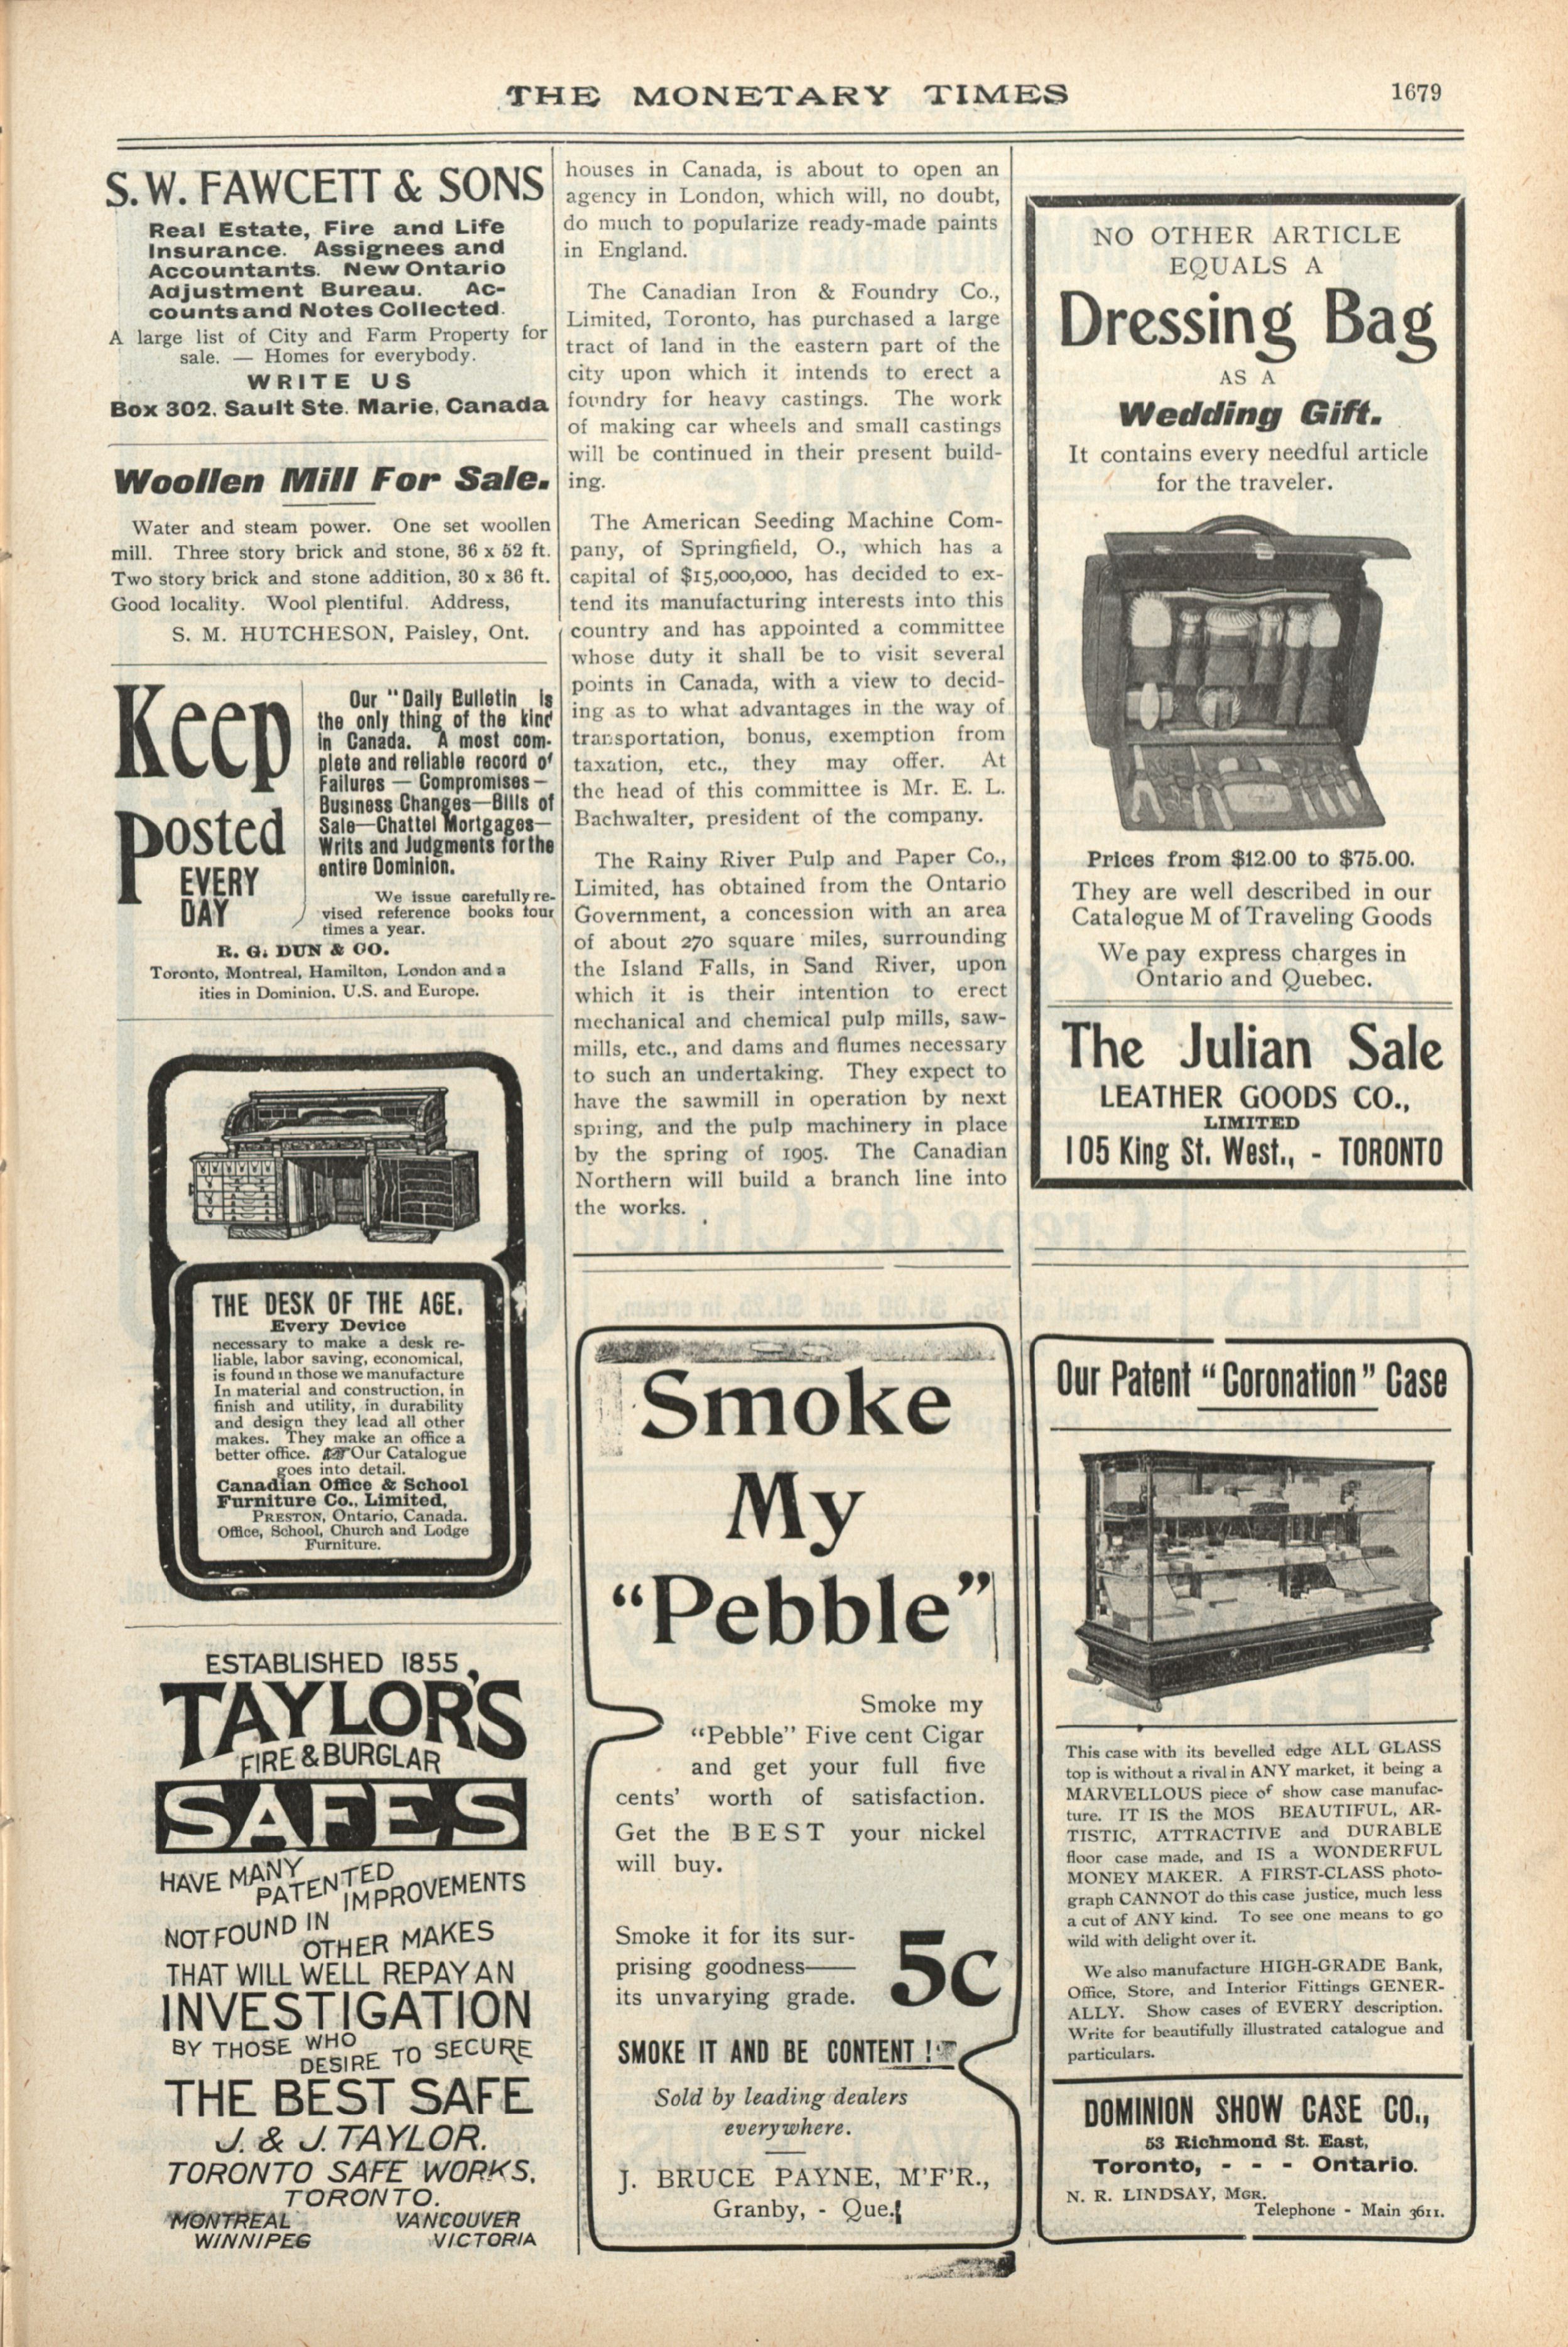 THE MONETARY TIMES
1679
S. W. FAWCETT & SONS
Real Estate, Fire and Life
Insurance. Assignees and
Accountants. New Ontario
Adjustment Bureau. Ac-
counts and Notes Collected.
A large list of City and Farm Property for
sale. — Homes for everybody.
WRITE US
Box 302, Sault Ste. Marie, Canada
Woollen Mill For Sale.
Water and steam power. One set woollen
mill. Three story brick and stone, 36 x 52 ft.
Two story brick and stone addition, 30 x 36 ft.
Good locality. Wool plentiful. Address,
S. M. HUTCHESON, Paisley, Ont.
Keep
Posted
EVERY
DAY
Our "Daily Bulletin is
the only thing of the kind
in Canada. A most com-
plete and reliable record of
Failures — Compromises —
Business Changes—Bills of
Sale—Chattel Mortgages—
Writs and Judgments for the
entire Dominion.
We issue carefully re-
vised reference books four
times a year.
R. G. DUN & CO.
Toronto, Montreal, Hamilton, London and a
ities in Dominion, U.S. and Europe.
THE DESK OF THE AGE.
Every Device
necessary to make a desk re-
liable, labor saving, economical,
is found in those we manufacture
In material and construction, in
finish and utility, in durability
and design they lead all other
makes. They make an office a
better office. ☞ Our Catalogue
goes into detail.
Canadian Office & School
Furniture Co., Limited,
PRESTON, Ontario, Canada.
Office, School, Church and Lodge
Furniture.
ESTABLISHED 1855
TAYLOR'S
FIRE & BURGLAR
SAFES
HAVE MANY
PATENTED
IMPROVEMENTS
NOT FOUND IN
OTHER MAKES
THAT WILL WELL REPAY AN
INVESTIGATION
BY THOSE WHO
DESIRE TO SECURE
THE BEST SAFE
J. & J. TAYLOR.
TORONTO SAFE WORKS,
TORONTO.
MONTREAL VANCOUVER
WINNIPEG VICTORIA
houses in Canada, is about to open an
agency in London, which will, no doubt,
do much to popularize ready-made paints
in England.
The Canadian Iron & Foundry Co.,
Limited, Toronto, has purchased a large
tract of land in the eastern part of the
city upon which it intends to erect a
foundry for heavy castings. The work
of making car wheels and small castings
will be continued in their present build-
ing.
The American Seeding Machine Com-
pany, of Springfield, O., which has a
capital of $15,000,000, has decided to ex-
tend its manufacturing interests into this
country and has appointed a committee
whose duty it shall be to visit several
points in Canada, with a view to decid-
ing as to what advantages in the way of
transportation, bonus, exemption from
taxation, etc., they may offer. At
the head of this committee is Mr. E. L.
Bachwalter, president of the company.
The Rainy River Pulp and Paper Co.,
Limited, has obtained from the Ontario
Government, a concession with an area
of about 270 square miles, surrounding
the Island Falls, in Sand River, upon
which it is their intention to erect
mechanical and chemical pulp mills, saw-
mills, etc., and dams and flumes necessary
to such an undertaking. They expect to
have the sawmill in operation by next
spring, and the pulp machinery in place
by the spring of 1905. The Canadian
Northern will build a branch line into
the works.
Smoke
My
"Pebble"
Smoke my
"Pebble" Five cent Cigar
and get your full five
cents' worth of satisfaction.
Get the BEST your nickel
will buy.
Smoke it for its sur-
prising goodness——
its unvarying grade.
5c
SMOKE IT AND BE CONTENT !
Sold by leading dealers
everywhere.
J. BRUCE PAYNE, M'F'R.,
Granby, - Que.
NO OTHER ARTICLE
EQUALS A
Dressing Bag
AS A
Wedding Gift.
It contains every needful article
for the traveler.
Prices from $12.00 to $75.00.
They are well described in our
Catalogue M of Traveling Goods
We pay express charges in
Ontario and Quebec.
The Julian Sale
LEATHER GOODS CO.,
LIMITED
105 King St. West., - TORONTO
Our Patent "Coronation" Case
This case with its bevelled edge ALL GLASS
top is without a rival in ANY market, it being a
MARVELLOUS piece of show case manufac-
ture. IT IS the MOS BEAUTIFUL, AR-
TISTIC, ATTRACTIVE and DURABLE
floor case made, and IS a WONDERFUL
MONEY MAKER. A FIRST-CLASS photo-
graph CANNOT do this case justice, much less
a cut of ANY kind. To see one means to go
wild with delight over it.
We also manufacture HIGH-GRADE Bank,
Office, Store, and Interior Fittings GENER-
ALLY. Show cases of EVERY description.
Write for beautifully illustrated catalogue and
particulars.
DOMINION SHOW CASE CO.,
53 Richmond St. East,
Toronto, - - - Ontario.
N. R. LINDSAY, MGR.
Telephone - Main 3611.